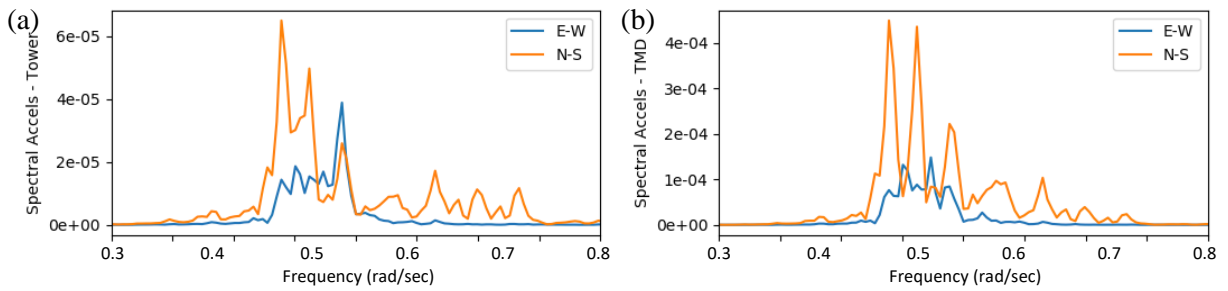 (a)
Spectral Accels - Tower
6e-05
4e-05
2e-05
0e+00
E-W
N-S
0.3 0.4 0.5 0.6 0.7 0.8
Frequency (rad/sec)
(b)
Spectral Accels - TMD
4e-04
3e-04
2e-04
1e-04
0e+00
E-W
N-S
0.3 0.4 0.5 0.6 0.7 0.8
Frequency (rad/sec)